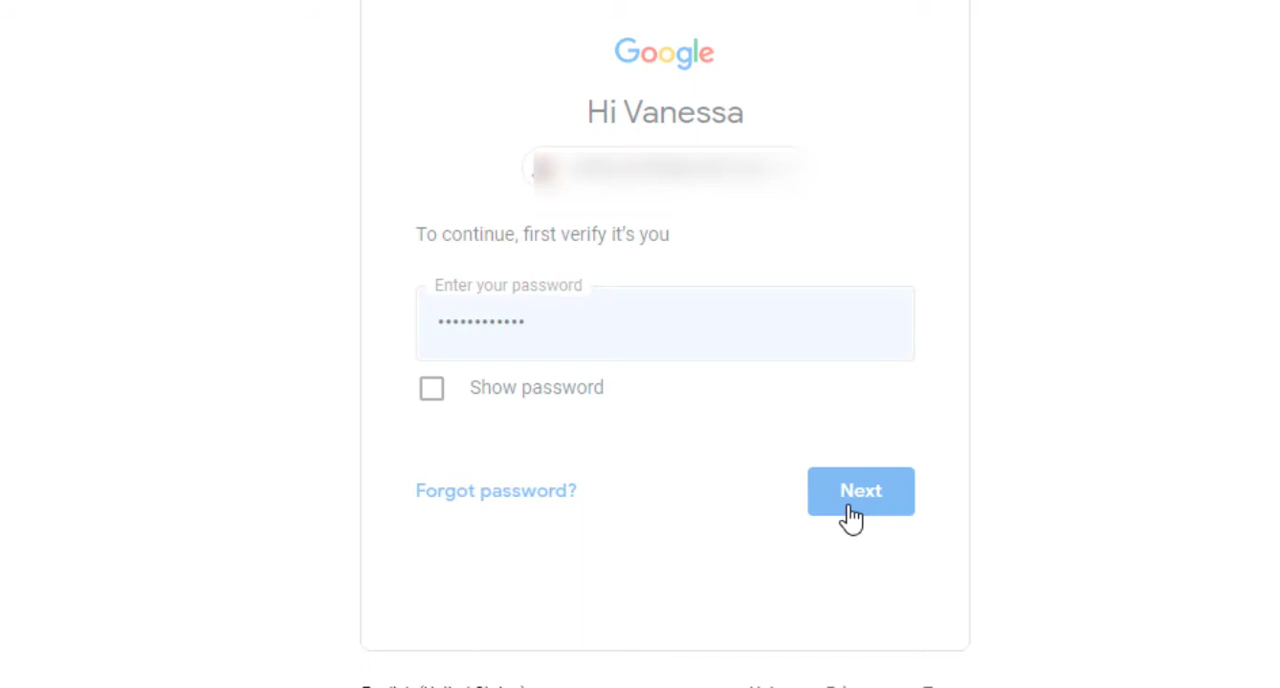 Google
Hi Vanessa
To continue, first verify it's you
Enter your password
••••••••••••
Show password
Forgot password?
Next